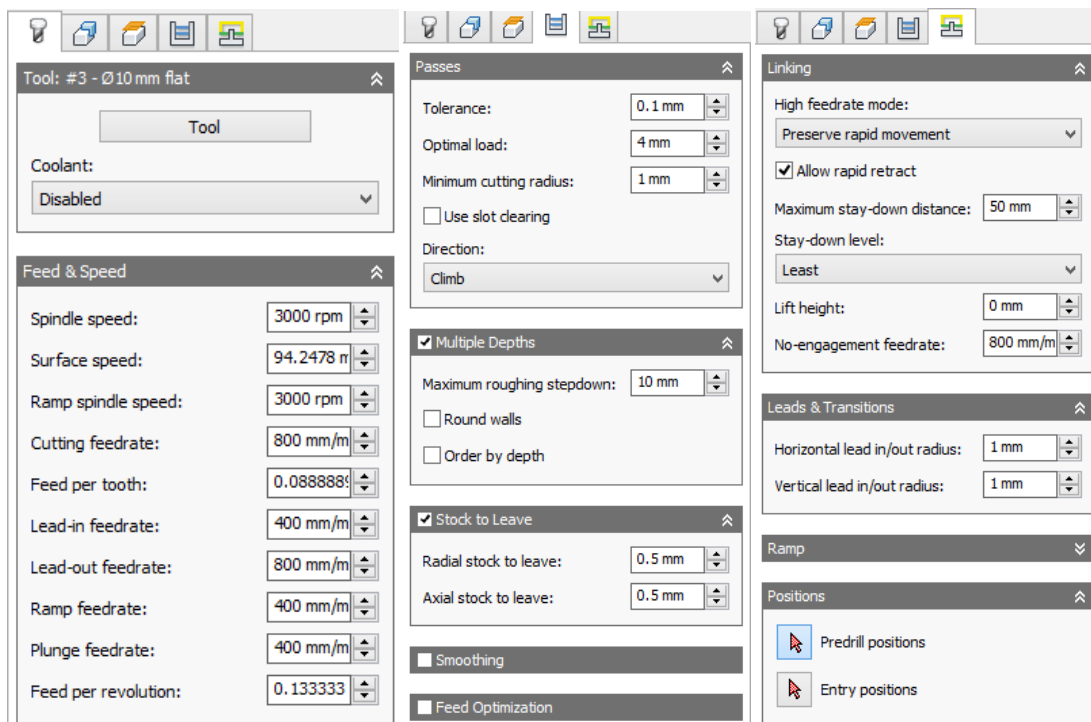 Tool: #3 - Ø10 mm flat
Tool
Coolant:
Disabled
Feed & Speed
Spindle speed: 3000 rpm
Surface speed: 94.2478 m
Ramp spindle speed: 3000 rpm
Cutting feedrate: 800 mm/m
Feed per tooth: 0.0888889
Lead-in feedrate: 400 mm/m
Lead-out feedrate: 800 mm/m
Ramp feedrate: 400 mm/m
Plunge feedrate: 400 mm/m
Feed per revolution: 0.133333
Passes
Tolerance: 0.1 mm
Optimal load: 4 mm
Minimum cutting radius: 1 mm
Use slot clearing
Direction:
Climb
Multiple Depths
Maximum roughing stepdown: 10 mm
Round walls
Order by depth
Stock to Leave
Radial stock to leave: 0.5 mm
Axial stock to leave: 0.5 mm
Smoothing
Feed Optimization
Linking
High feedrate mode:
Preserve rapid movement
Allow rapid retract
Maximum stay-down distance: 50 mm
Stay-down level:
Least
Lift height: 0 mm
No-engagement feedrate: 800 mm/m
Leads & Transitions
Horizontal lead in/out radius: 1 mm
Vertical lead in/out radius: 1 mm
Ramp
Positions
Predrill positions
Entry positions